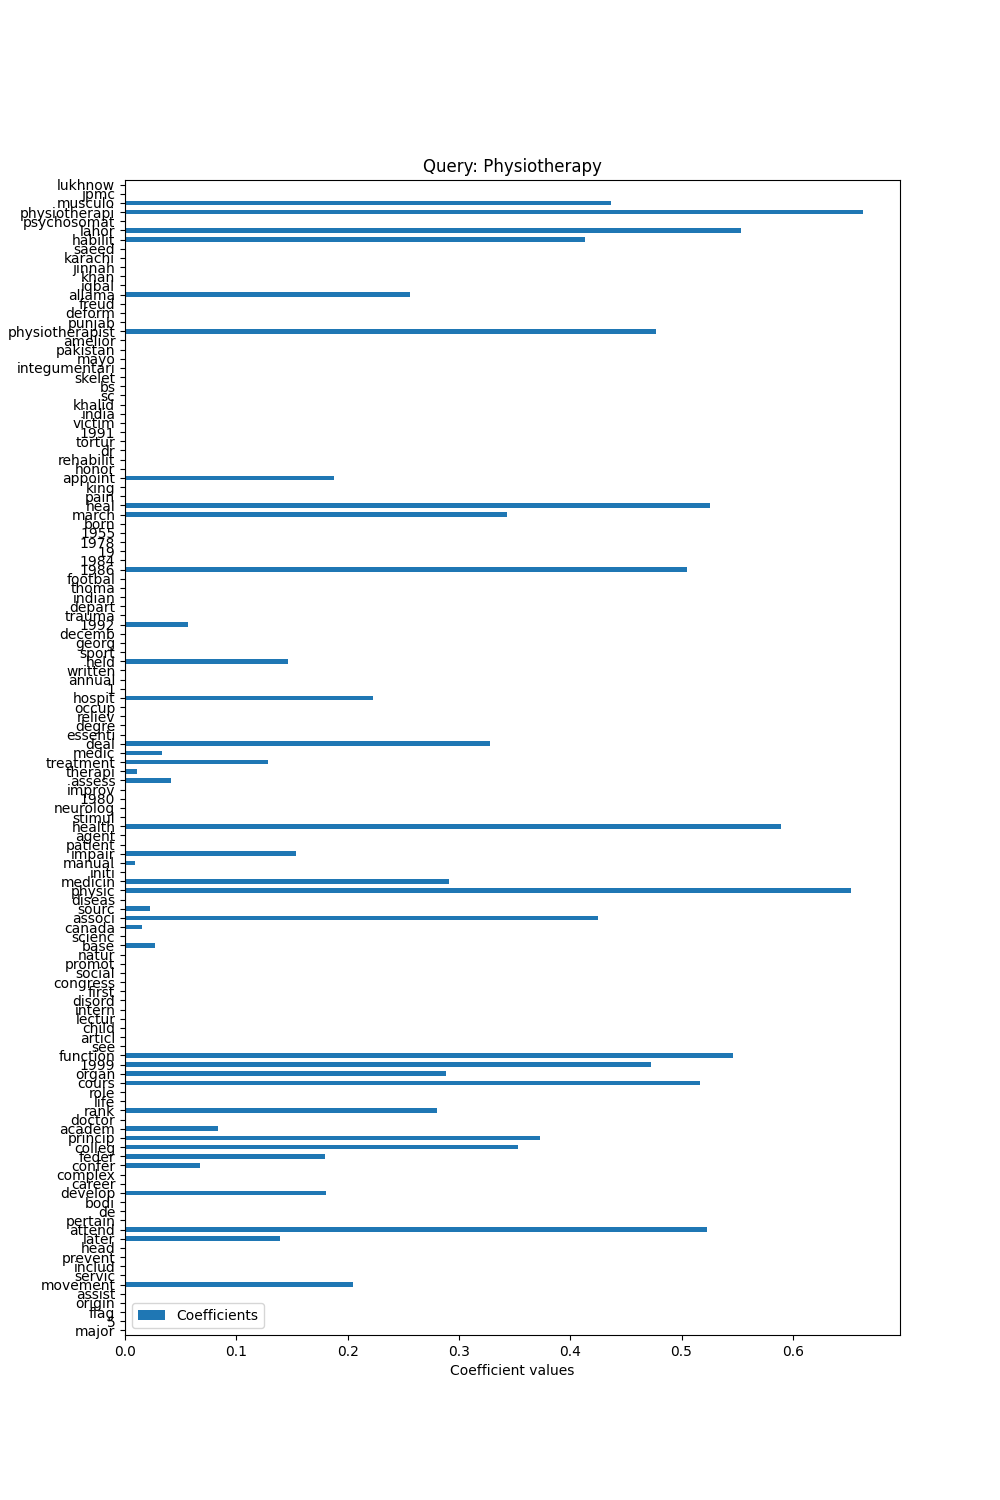 Query: Physiotherapy
lukhnow
jpmc
musculo
physiotherapi
psychosomat
lahor
habilit
saeed
karachi
jinnah
khan
iqbal
allama
freud
deform
punjab
physiotherapist
amelior
pakistan
mayo
integumentari
skelet
bs
sc
khalid
india
victim
1991
tortur
dr
rehabilit
honor
appoint
king
pain
heal
march
born
1955
1978
19
1984
1986
footbal
thoma
indian
depart
trauma
1992
decemb
georg
sport
held
written
annual
1
hospit
occup
reliev
degre
essenti
deal
medic
treatment
therapi
assess
improv
1980
neurolog
stimul
health
agent
patient
impair
manual
initi
medicin
physic
diseas
sourc
associ
canada
scienc
base
natur
promot
social
congress
first
disord
intern
lectur
child
articl
see
function
1999
organ
cours
role
life
rank
doctor
academ
princip
colleg
feder
confer
complex
career
develop
bodi
de
pertain
attend
later
head
prevent
includ
servic
movement
assist
origin
flag
5
major
Coefficients
0.0 0.1 0.2 0.3 0.4 0.5 0.6
Coefficient values